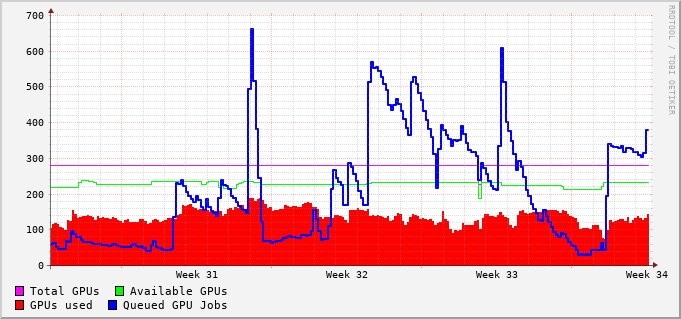 700
600
500
400
300
200
100
0
Week 31 Week 32 Week 33 Week 34
RRDTOOL / TOBI OETIKER
Total GPUs Available GPUs
GPUs used Queued GPU Jobs